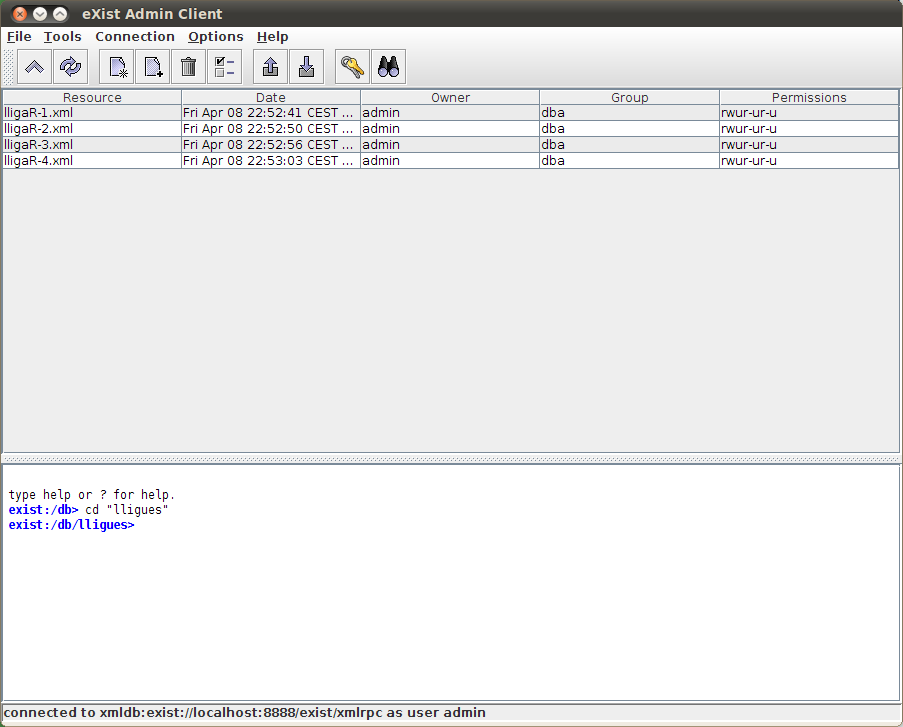 eXist Admin Client
File Tools Connection Options Help
Resource Date Owner Group Permissions
lligaR-1.xml Fri Apr 08 22:52:41 CEST ... admin dba rwur-ur-u
lligaR-2.xml Fri Apr 08 22:52:50 CEST ... admin dba rwur-ur-u
lligaR-3.xml Fri Apr 08 22:52:56 CEST ... admin dba rwur-ur-u
lligaR-4.xml Fri Apr 08 22:53:03 CEST ... admin dba rwur-ur-u
type help or ? for help.
exist:/db> cd "lligues"
exist:/db/lligues>
connected to xmldb:exist://localhost:8888/exist/xmlrpc as user admin